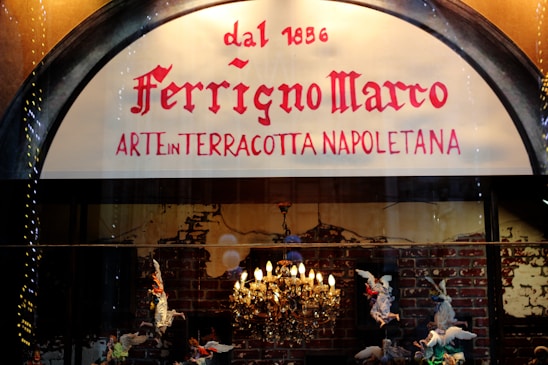 dal 1836
Ferrigno Marco
ARTE in TERRACOTTA NAPOLETANA